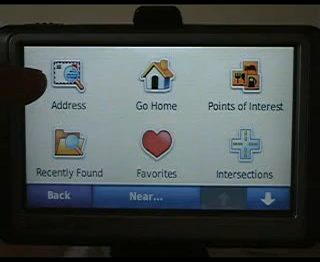 Address
Go Home
Points of Interest
Recently Found
Favorites
Intersections
Back
Near...